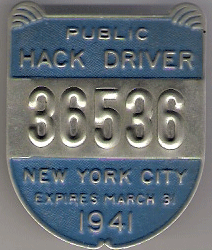 PUBLIC
HACK DRIVER
36536
NEW YORK CITY
EXPIRES MARCH 31
1941